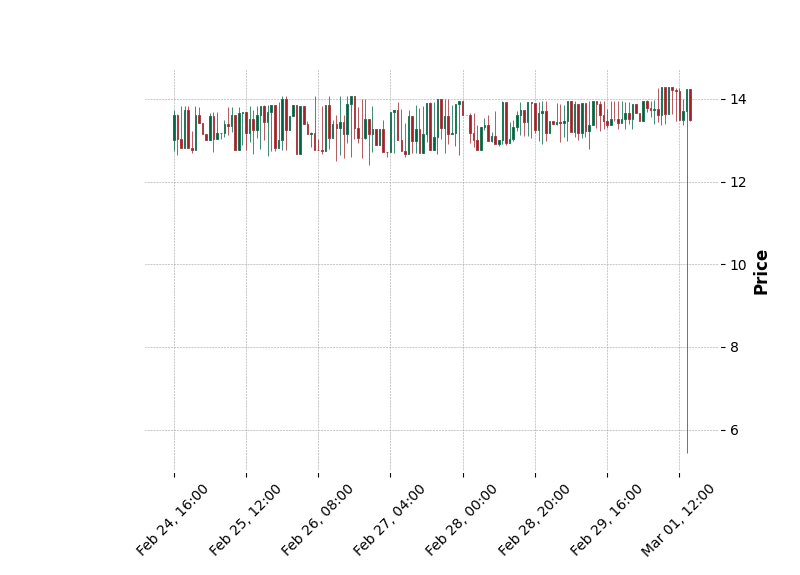 14
12
10
8
6
Price
Feb 24, 16:00
Feb 25, 12:00
Feb 26, 08:00
Feb 27, 04:00
Feb 28, 00:00
Feb 28, 20:00
Feb 29, 16:00
Mar 01, 12:00